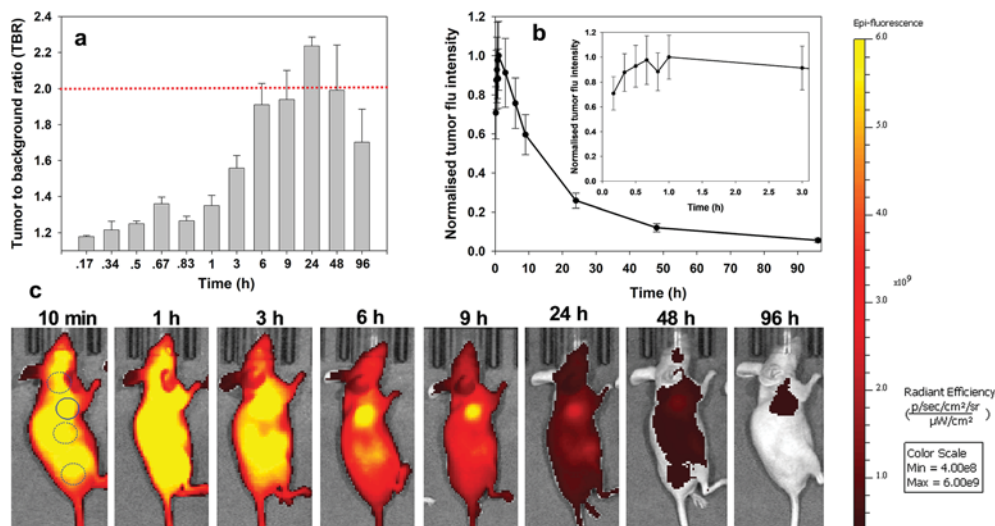 a
Tumor to background ratio (TBR)
2.4
2.2
2.0
1.8
1.6
1.4
1.2
.17 .34 .5 .67 .83 1 3 6 9 24 48 96
Time (h)
b
Normalised tumor flu intensity
1.4
1.2
1.0
0.8
0.6
0.4
0.2
0.0
0 20 40 60 80
Time (h)
Normalised tumor flu intensity
1.2
1.0
0.8
0.6
0.4
0.2
0.0
0.0 0.5 1.0 1.5 2.0 2.5 3.0
Time (h)
c
10 min 1 h 3 h 6 h 9 h 24 h 48 h 96 h
Epi-fluorescence
6.0
5.0
4.0
x10⁹
3.0
2.0
1.0
Radiant Efficiency
(p/sec/cm²/sr
µW/cm²)
Color Scale
Min = 4.00e8
Max = 6.00e9